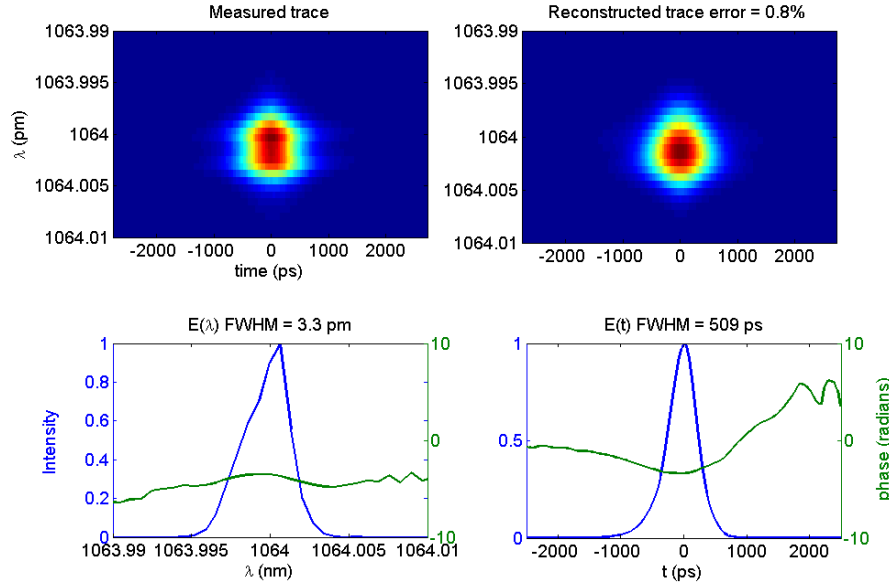 Measured trace
1063.99
1063.995
1064
1064.005
1064.01
λ (pm)
-2000 -1000 0 1000 2000
time (ps)
Reconstructed trace error = 0.8%
1063.99
1063.995
1064
1064.005
1064.01
-2000 -1000 0 1000 2000
E(λ) FWHM = 3.3 pm
1
0.8
0.6
0.4
0.2
0
Intensity
10
0
-10
1063.99 1063.995 1064 1064.005 1064.01
λ (nm)
E(t) FWHM = 509 ps
1
0.5
0
10
0
-10
phase (radians)
-2000 -1000 0 1000 2000
t (ps)